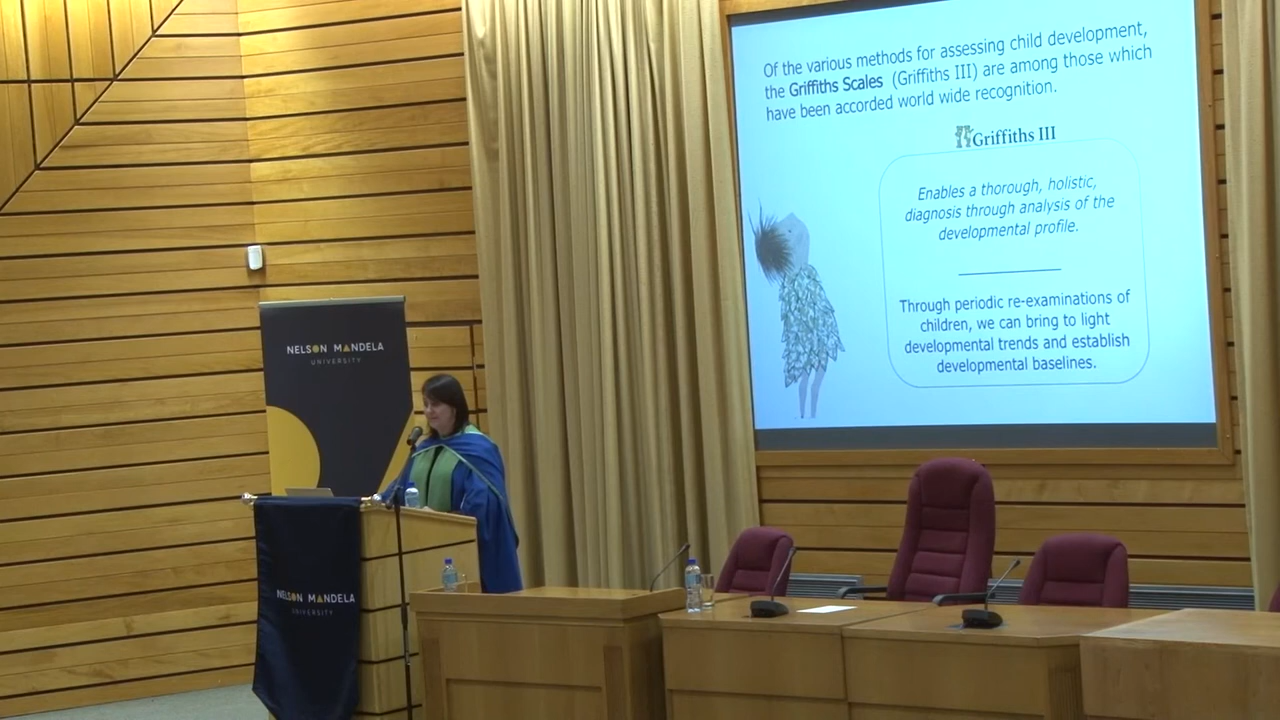 Of the various methods for assessing child development,
the Griffiths Scales (Griffiths III) are among those which
have been accorded world wide recognition.
Griffiths III
Enables a thorough, holistic,
diagnosis through analysis of the
developmental profile.
Through periodic re-examinations of
children, we can bring to light
developmental trends and establish
developmental baselines.
NELSON MANDELA
UNIVERSITY
NELSON MANDELA
UNIVERSITY